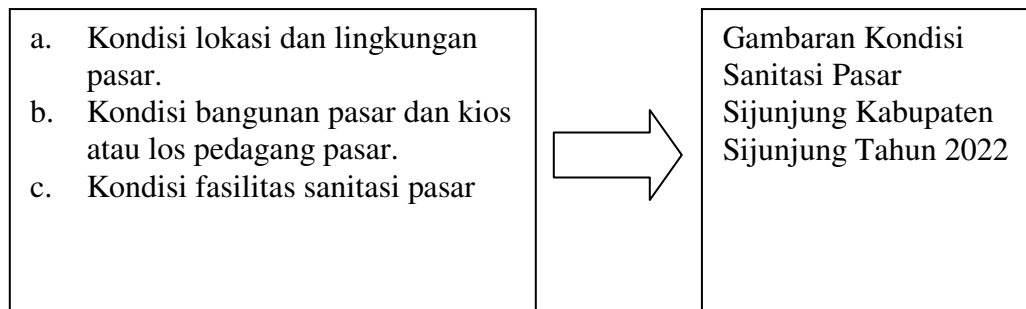 a. Kondisi lokasi dan lingkungan
pasar.
b. Kondisi bangunan pasar dan kios
atau los pedagang pasar.
c. Kondisi fasilitas sanitasi pasar
Gambaran Kondisi
Sanitasi Pasar
Sijunjung Kabupaten
Sijunjung Tahun 2022